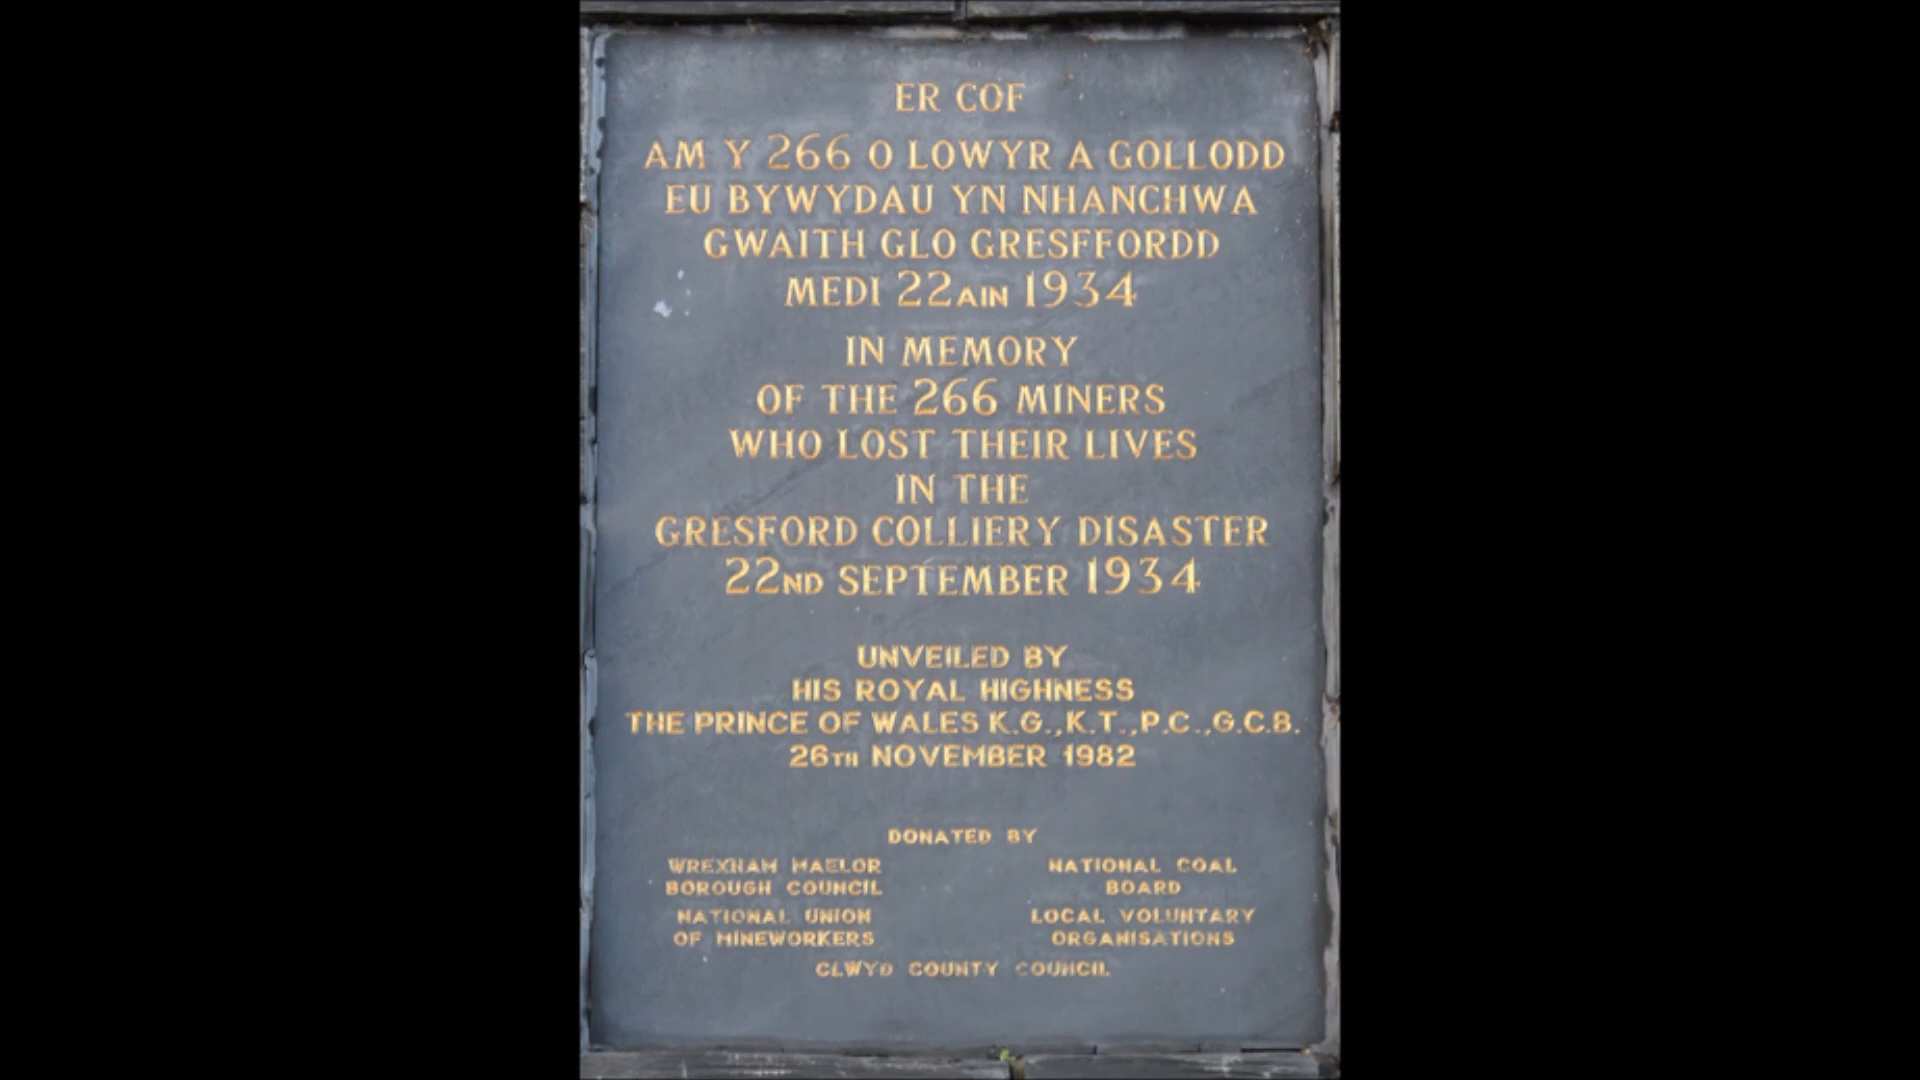 ER COF
AM Y 266 O LOWYR A GOLLODD
EU BYWYDAU YN NHANCHWA
GWAITH GLO GRESFFORDD
MEDI 22AIN 1934
IN MEMORY
OF THE 266 MINERS
WHO LOST THEIR LIVES
IN THE
GRESFORD COLLIERY DISASTER
22ND SEPTEMBER 1934
UNVEILED BY
HIS ROYAL HIGHNESS
THE PRINCE OF WALES K.G.,K.T.,P.C.,G.C.B.
26TH NOVEMBER 1982
DONATED BY
WREXHAM MAELOR
BOROUGH COUNCIL
NATIONAL COAL
BOARD
NATIONAL UNION
OF MINEWORKERS
LOCAL VOLUNTARY
ORGANISATIONS
CLWYD COUNTY COUNCIL